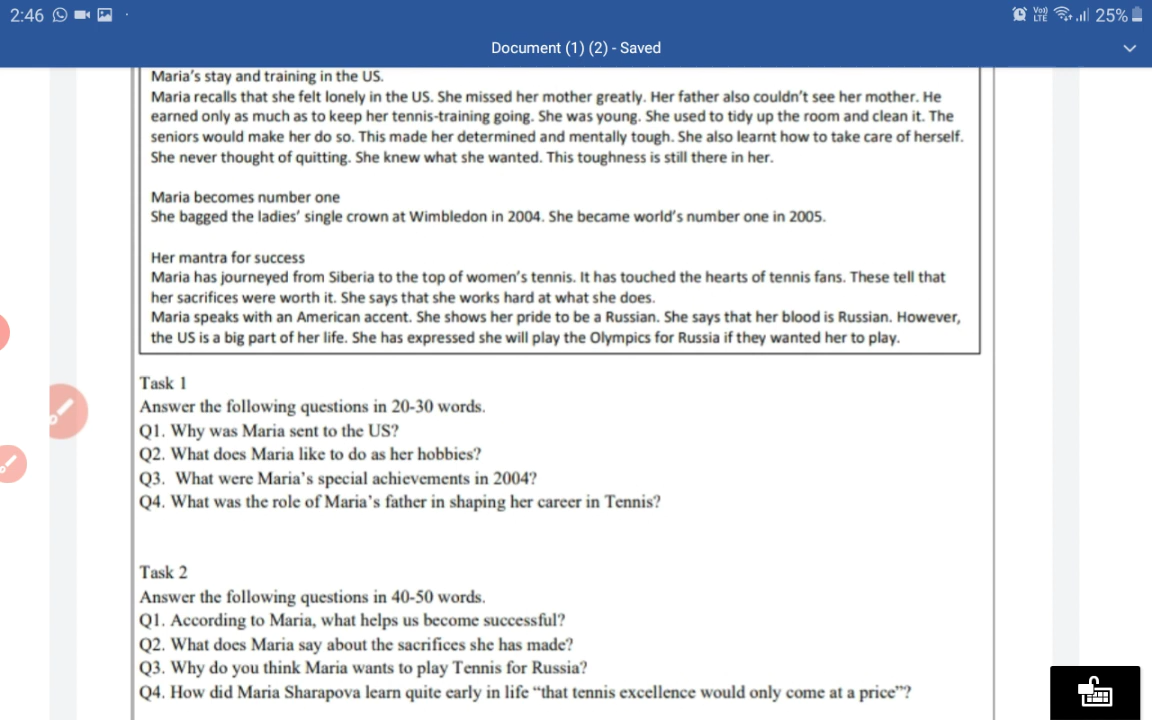 2:46
Vo)) LTE 25%
Document (1) (2) - Saved
Maria's stay and training in the US.
Maria recalls that she felt lonely in the US. She missed her mother greatly. Her father also couldn't see her mother. He
earned only as much as to keep her tennis-training going. She was young. She used to tidy up the room and clean it. The
seniors would make her do so. This made her determined and mentally tough. She also learnt how to take care of herself.
She never thought of quitting. She knew what she wanted. This toughness is still there in her.
Maria becomes number one
She bagged the ladies' single crown at Wimbledon in 2004. She became world's number one in 2005.
Her mantra for success
Maria has journeyed from Siberia to the top of women's tennis. It has touched the hearts of tennis fans. These tell that
her sacrifices were worth it. She says that she works hard at what she does.
Maria speaks with an American accent. She shows her pride to be a Russian. She says that her blood is Russian. However,
the US is a big part of her life. She has expressed she will play the Olympics for Russia if they wanted her to play.
Task 1
Answer the following questions in 20-30 words.
Q1. Why was Maria sent to the US?
Q2. What does Maria like to do as her hobbies?
Q3. What were Maria's special achievements in 2004?
Q4. What was the role of Maria's father in shaping her career in Tennis?
Task 2
Answer the following questions in 40-50 words.
Q1. According to Maria, what helps us become successful?
Q2. What does Maria say about the sacrifices she has made?
Q3. Why do you think Maria wants to play Tennis for Russia?
Q4. How did Maria Sharapova learn quite early in life “that tennis excellence would only come at a price”?